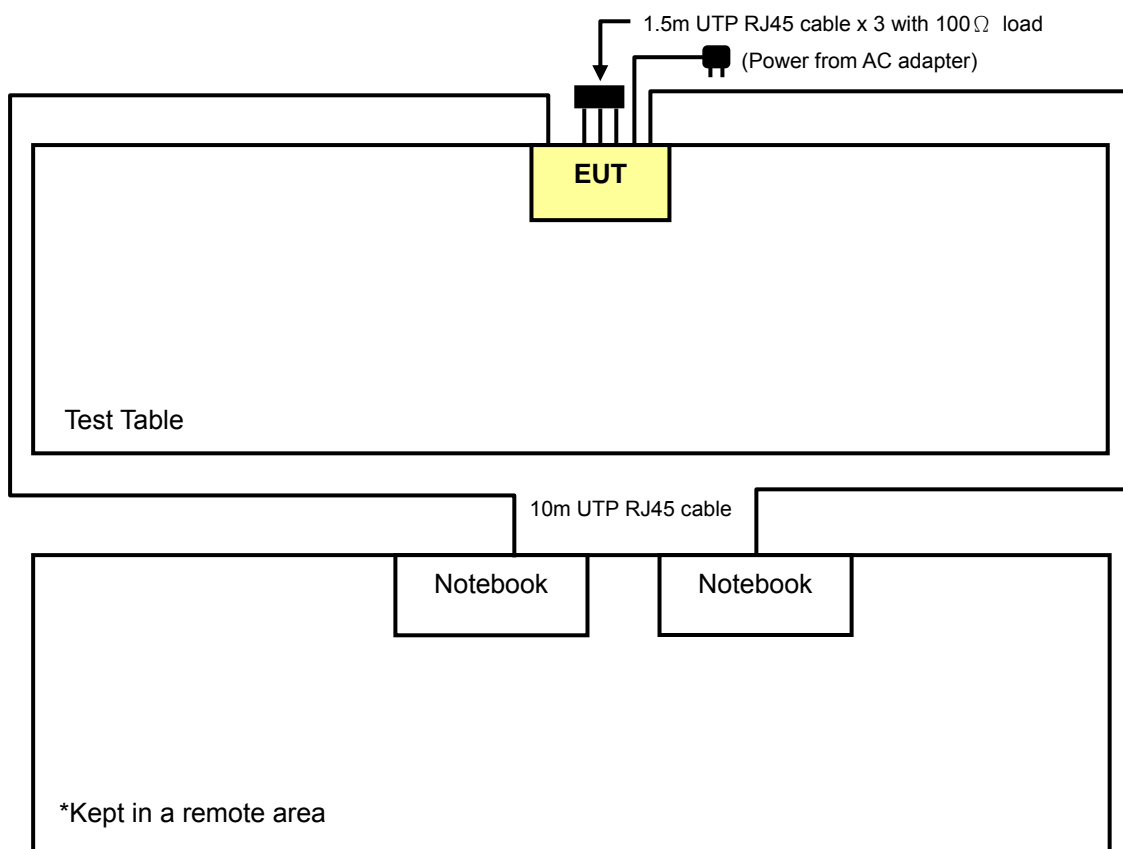 1.5m UTP RJ45 cable x 3 with 100Ω load
(Power from AC adapter)
EUT
Test Table
10m UTP RJ45 cable
Notebook
Notebook
*Kept in a remote area